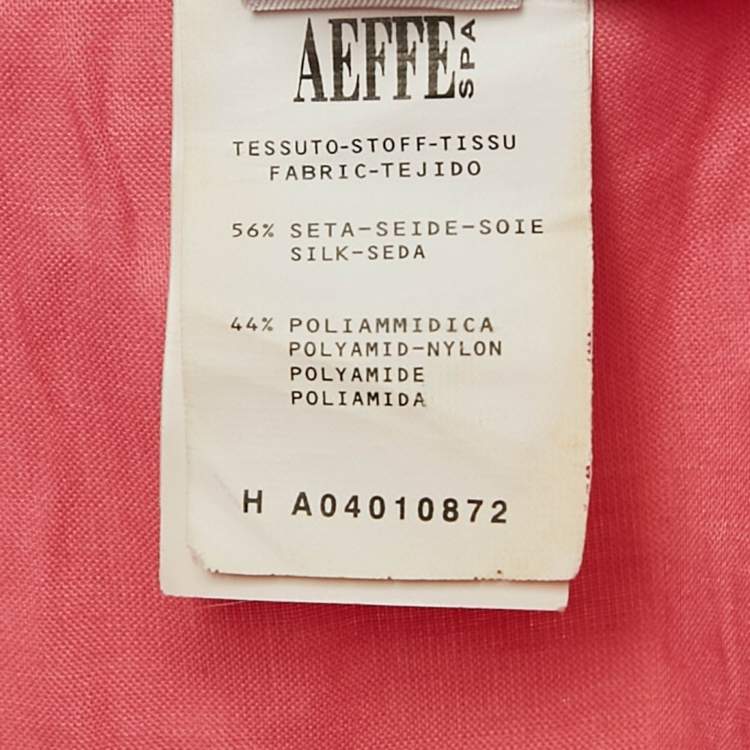 AEFFE SPA
TESSUTO-STOFF-TISSU
FABRIC-TEJIDO
56% SETA-SEIDE-SOIE
SILK-SEDA
44% POLIAMMIDICA
POLYAMID-NYLON
POLYAMIDE
POLIAMIDA
H A04010872